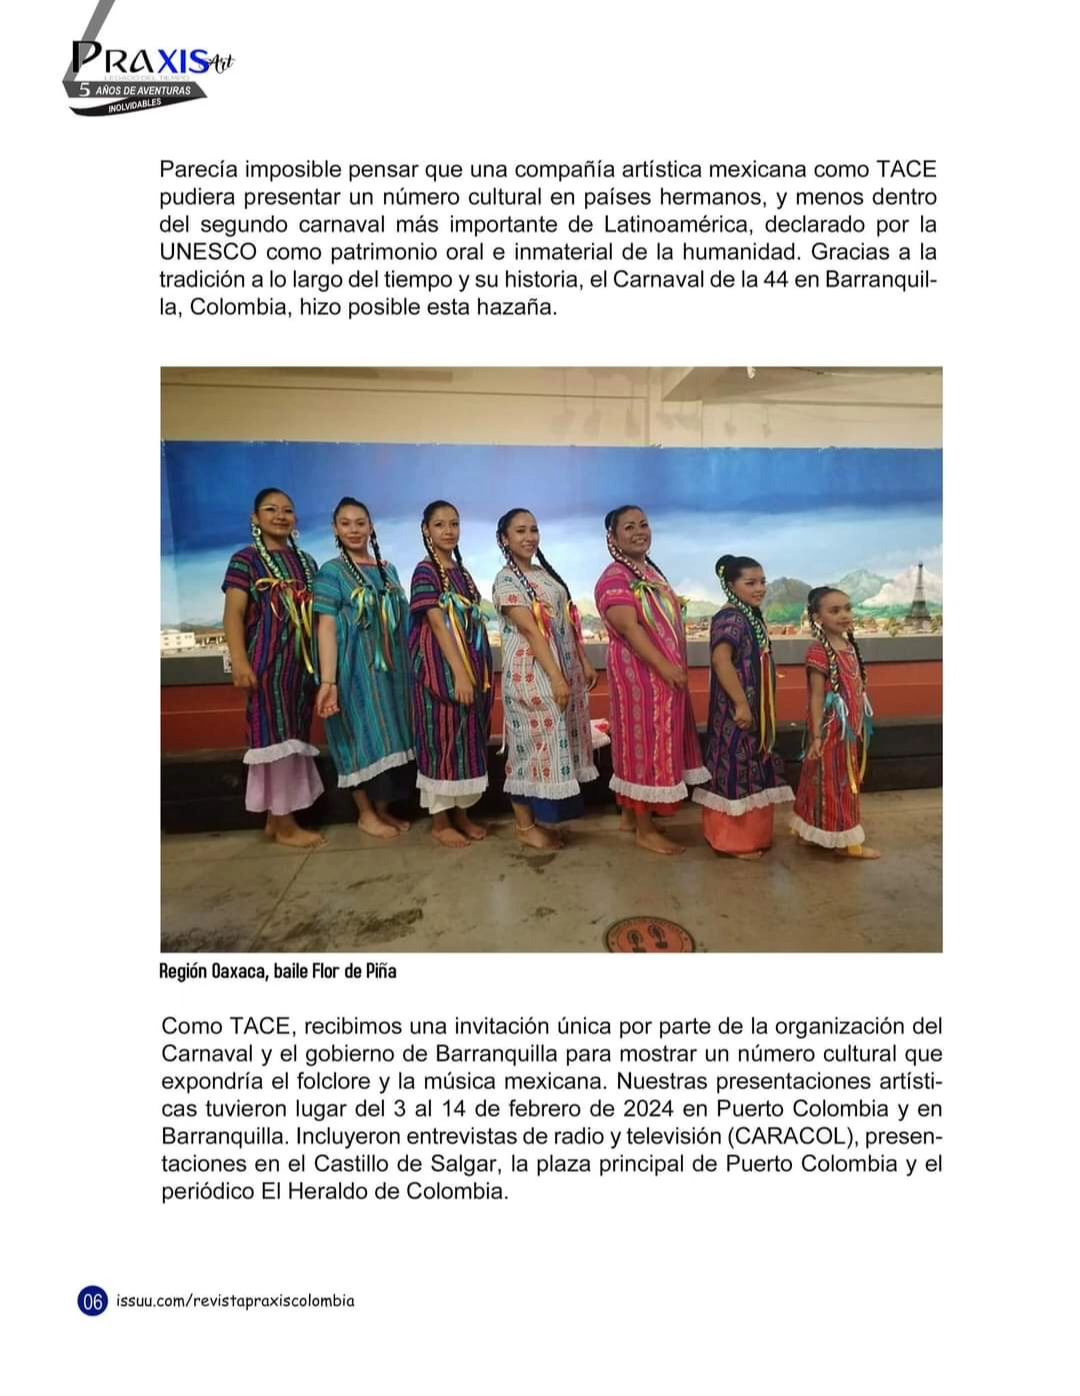 PRAXIS Art
LEGADO DEL TIEMPO
5 AÑOS DE AVENTURAS
INOLVIDABLES
Parecía imposible pensar que una compañía artística mexicana como TACE
pudiera presentar un número cultural en países hermanos, y menos dentro
del segundo carnaval más importante de Latinoamérica, declarado por la
UNESCO como patrimonio oral e inmaterial de la humanidad. Gracias a la
tradición a lo largo del tiempo y su historia, el Carnaval de la 44 en Barranquil-
la, Colombia, hizo posible esta hazaña.
Región Oaxaca, baile Flor de Piña
Como TACE, recibimos una invitación única por parte de la organización del
Carnaval y el gobierno de Barranquilla para mostrar un número cultural que
expondría el folclore y la música mexicana. Nuestras presentaciones artísti-
cas tuvieron lugar del 3 al 14 de febrero de 2024 en Puerto Colombia y en
Barranquilla. Incluyeron entrevistas de radio y televisión (CARACOL), presen-
taciones en el Castillo de Salgar, la plaza principal de Puerto Colombia y el
periódico El Heraldo de Colombia.
06 issuu.com/revistapraxiscolombia